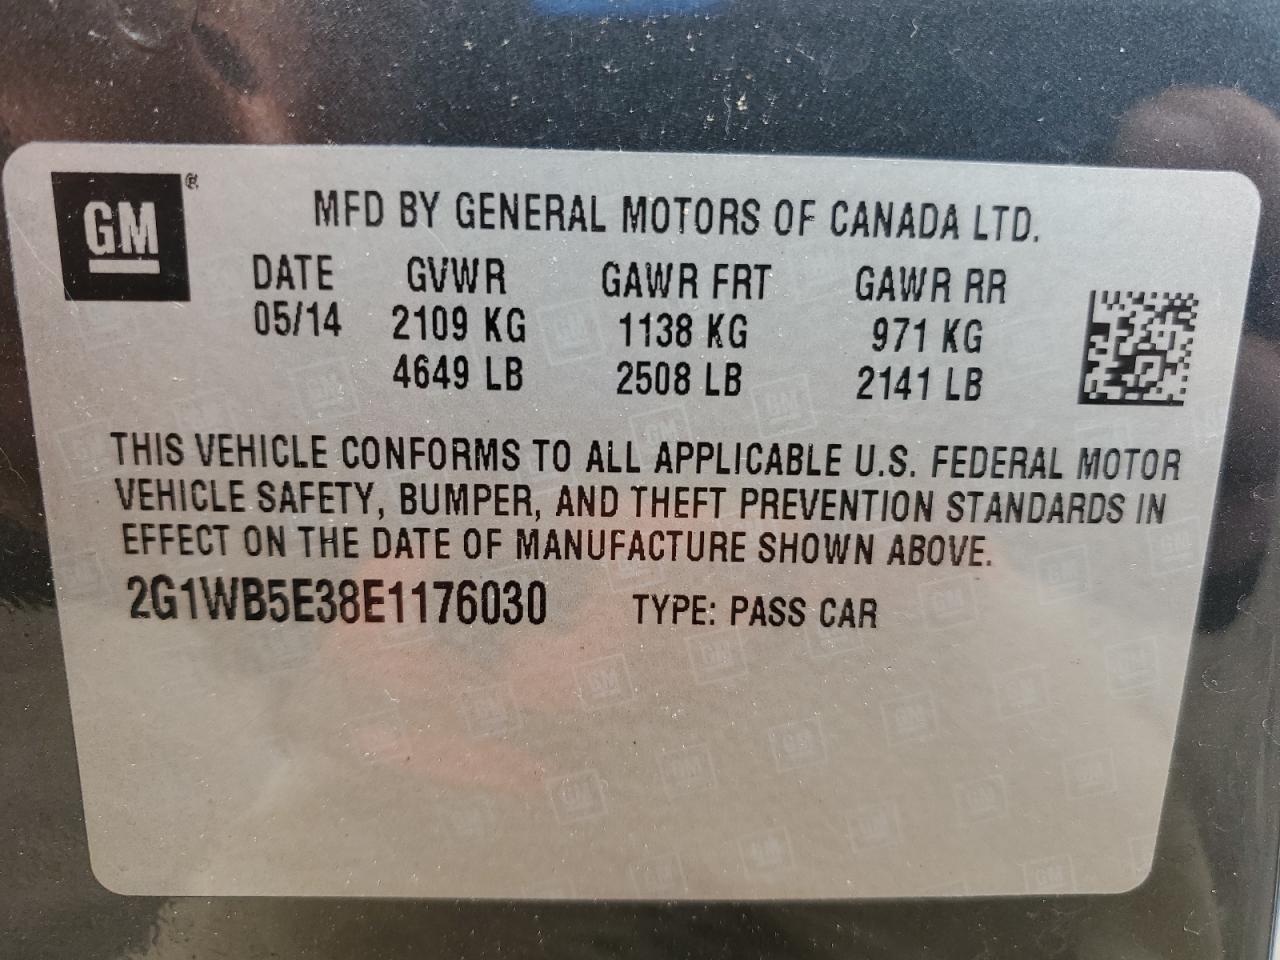 GM®
MFD BY GENERAL MOTORS OF CANADA LTD.
DATE GVWR GAWR FRT GAWR RR
05/14 2109 KG 1138 KG 971 KG
4649 LB 2508 LB 2141 LB
THIS VEHICLE CONFORMS TO ALL APPLICABLE U.S. FEDERAL MOTOR
VEHICLE SAFETY, BUMPER, AND THEFT PREVENTION STANDARDS IN
EFFECT ON THE DATE OF MANUFACTURE SHOWN ABOVE.
2G1WB5E38E1176030 TYPE: PASS CAR